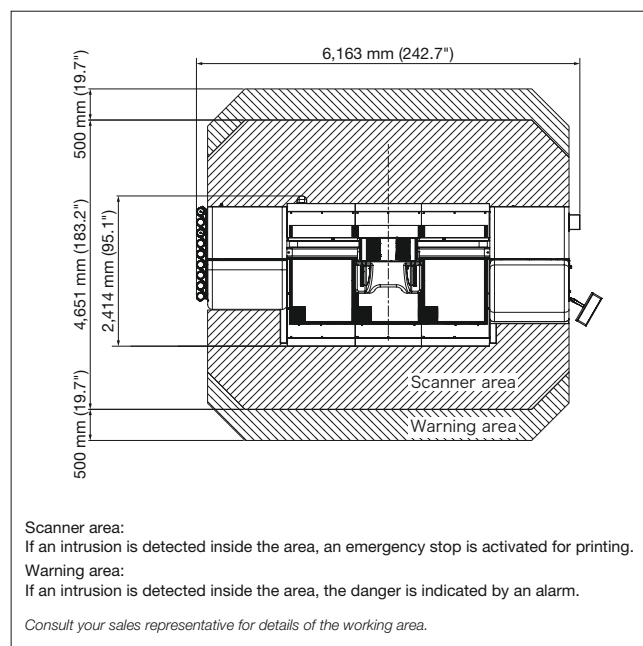 6,163 mm (242.7")
500 mm (19.7")
4,651 mm (183.2")
2,414 mm (95.1")
500 mm (19.7")
Scanner area
Warning area
Scanner area:
If an intrusion is detected inside the area, an emergency stop is activated for printing.
Warning area:
If an intrusion is detected inside the area, the danger is indicated by an alarm.
Consult your sales representative for details of the working area.